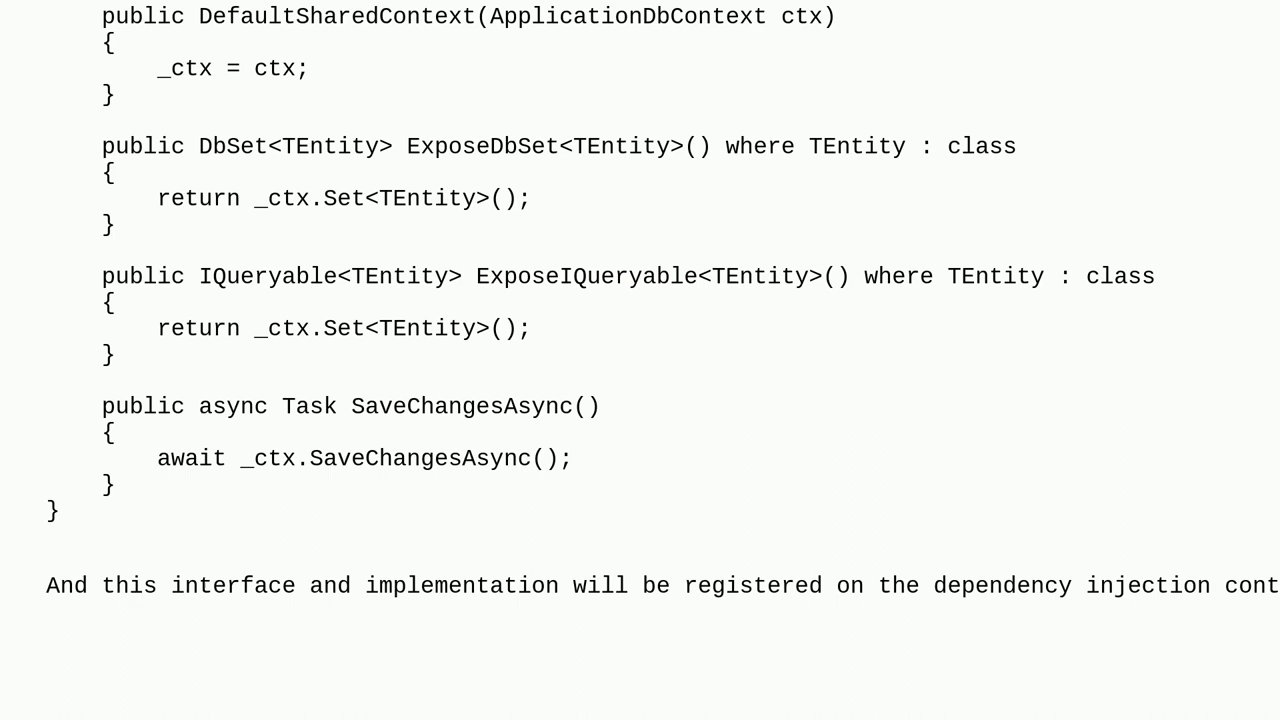 public DefaultSharedContext(ApplicationDbContext ctx)
{
_ctx = ctx;
}
public DbSet<TEntity> ExposeDbSet<TEntity>() where TEntity : class
{
return _ctx.Set<TEntity>();
}
public IQueryable<TEntity> ExposeIQueryable<TEntity>() where TEntity : class
{
return _ctx.Set<TEntity>();
}
public async Task SaveChangesAsync()
{
await _ctx.SaveChangesAsync();
}
}
And this interface and implementation will be registered on the dependency injection cont